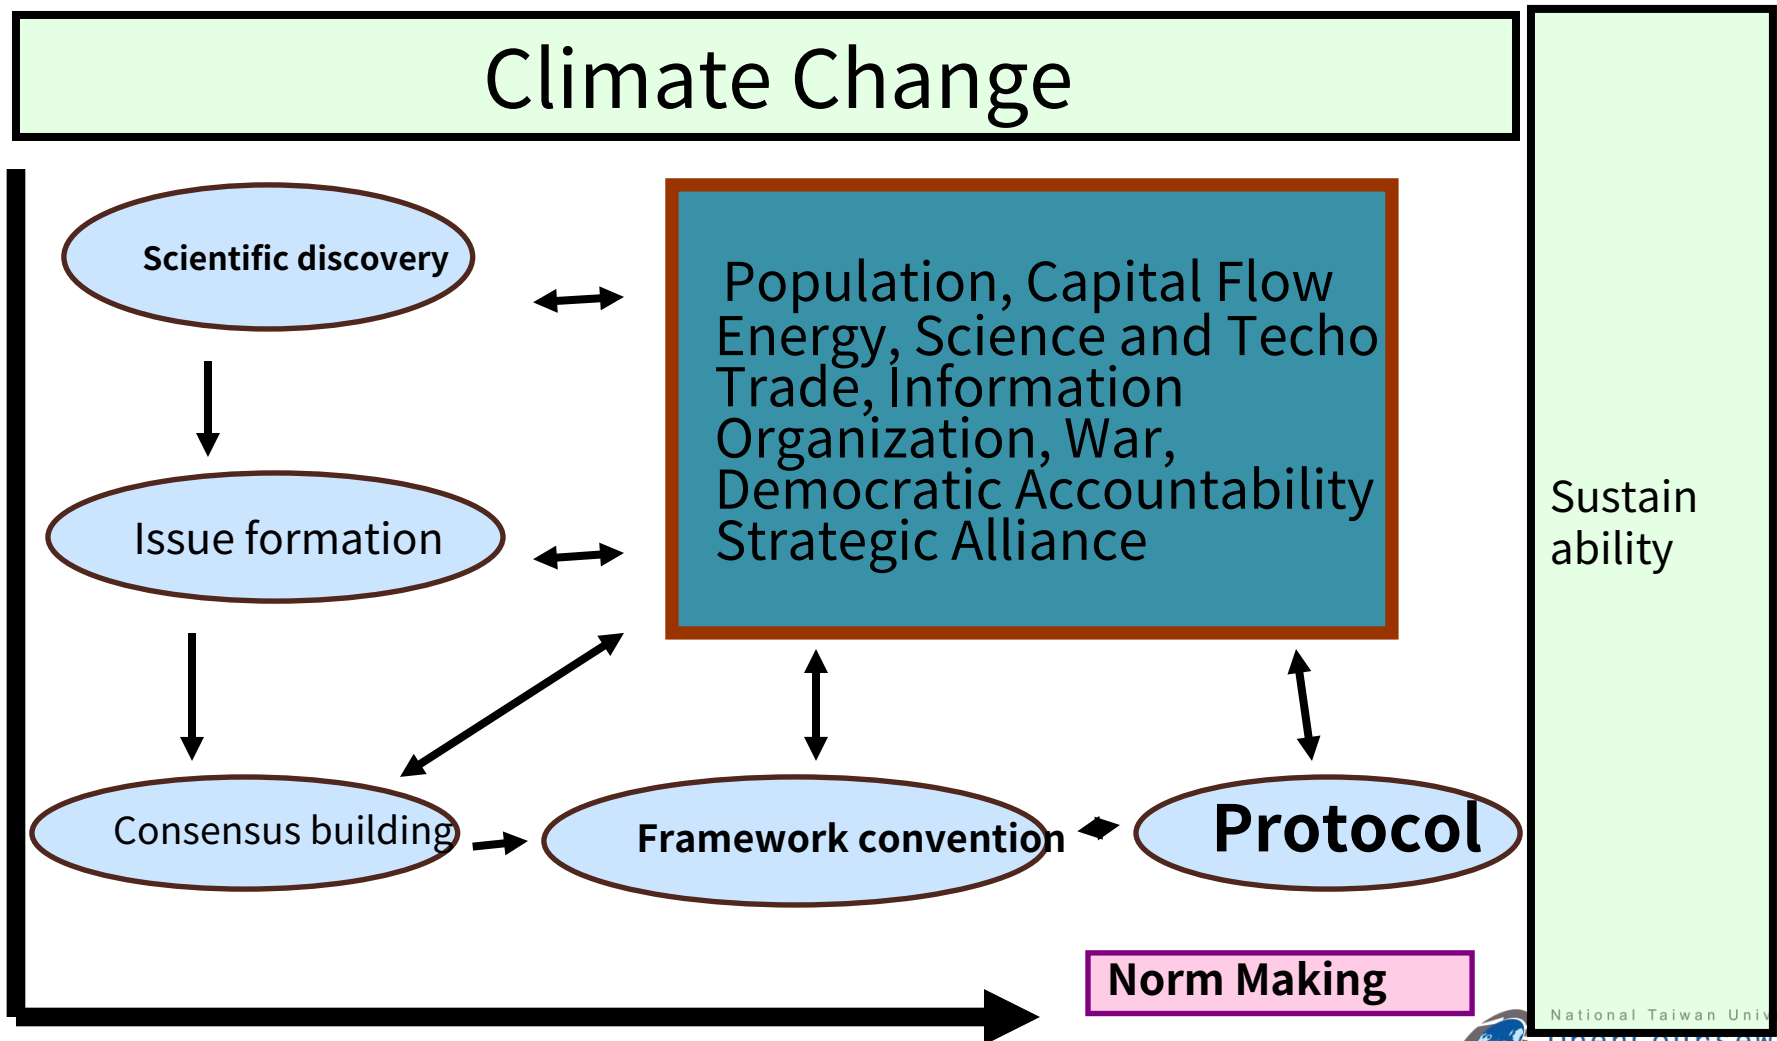 Climate Change
Scientific discovery
Population, Capital Flow
Energy, Science and Techo
Trade, Information
Organization, War,
Democratic Accountability
Strategic Alliance
Issue formation
Sustain
ability
Consensus building
Framework convention
Protocol
Norm Making
National Taiwan Univ